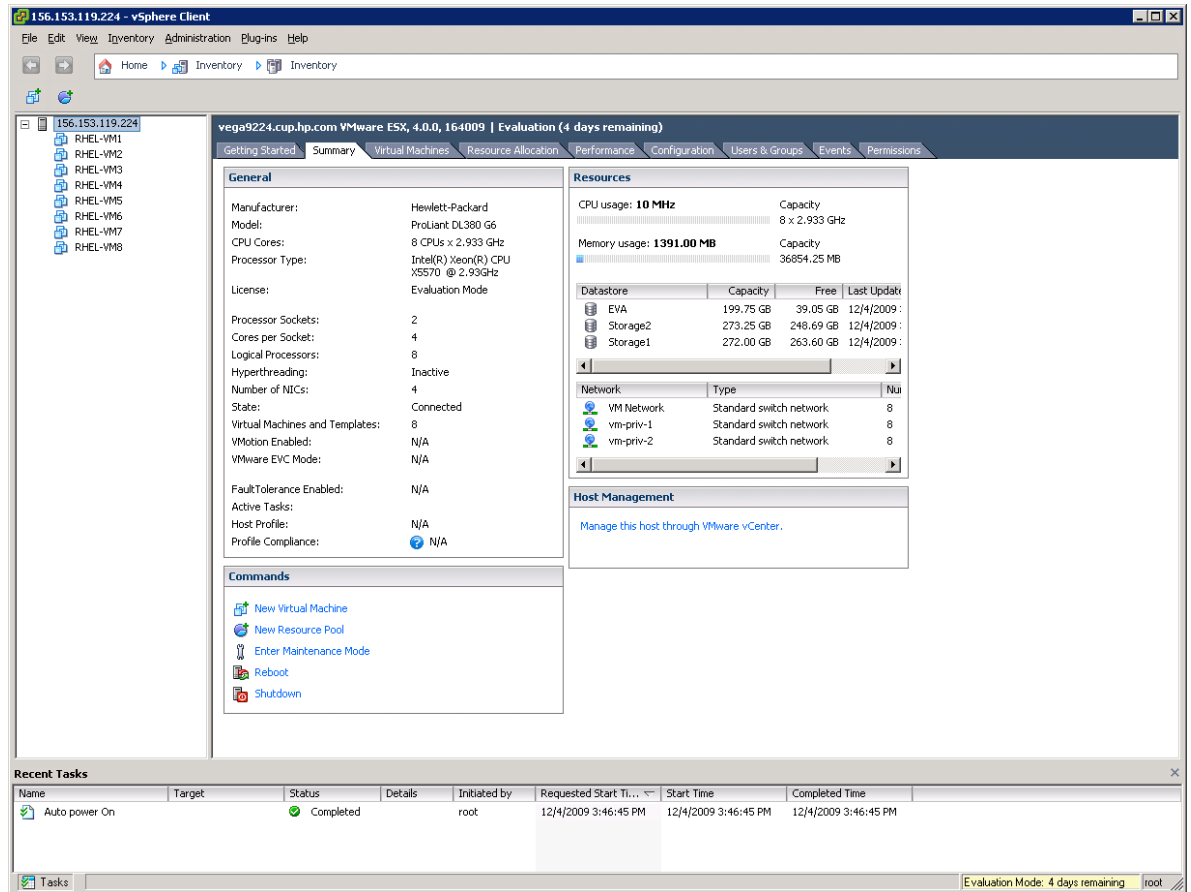 156.153.119.224 - vSphere Client
File Edit View Inventory Administration Plug-ins Help
Home Inventory Inventory
156.153.119.224
RHEL-VM1
RHEL-VM2
RHEL-VM3
RHEL-VM4
RHEL-VM5
RHEL-VM6
RHEL-VM7
RHEL-VM8
vega9224.cup.hp.com VMware ESX, 4.0.0, 164009 | Evaluation (4 days remaining)
Getting Started Summary Virtual Machines Resource Allocation Performance Configuration Users & Groups Events Permissions
General
Manufacturer: Hewlett-Packard
Model: ProLiant DL380 G6
CPU Cores: 8 CPUs x 2.933 GHz
Processor Type: Intel(R) Xeon(R) CPU
X5570 @ 2.93GHz
License: Evaluation Mode
Processor Sockets: 2
Cores per Socket: 4
Logical Processors: 8
Hyperthreading: Inactive
Number of NICs: 4
State: Connected
Virtual Machines and Templates: 8
VMotion Enabled: N/A
VMware EVC Mode: N/A
FaultTolerance Enabled: N/A
Active Tasks:
Host Profile: N/A
Profile Compliance: N/A
Commands
New Virtual Machine
New Resource Pool
Enter Maintenance Mode
Reboot
Shutdown
Resources
CPU usage: 10 MHz Capacity
8 x 2.933 GHz
Memory usage: 1391.00 MB Capacity
36854.25 MB
Datastore Capacity Free Last Update
EVA 199.75 GB 39.05 GB 12/4/2009
Storage2 273.25 GB 248.69 GB 12/4/2009
Storage1 272.00 GB 263.60 GB 12/4/2009
Network Type Nu
VM Network Standard switch network 8
vm-priv-1 Standard switch network 8
vm-priv-2 Standard switch network 8
Host Management
Manage this host through VMware vCenter.
Recent Tasks
Name Target Status Details Initiated by Requested Start Ti... Start Time Completed Time
Auto power On Completed root 12/4/2009 3:46:45 PM 12/4/2009 3:46:45 PM 12/4/2009 3:46:45 PM
Tasks Evaluation Mode: 4 days remaining root